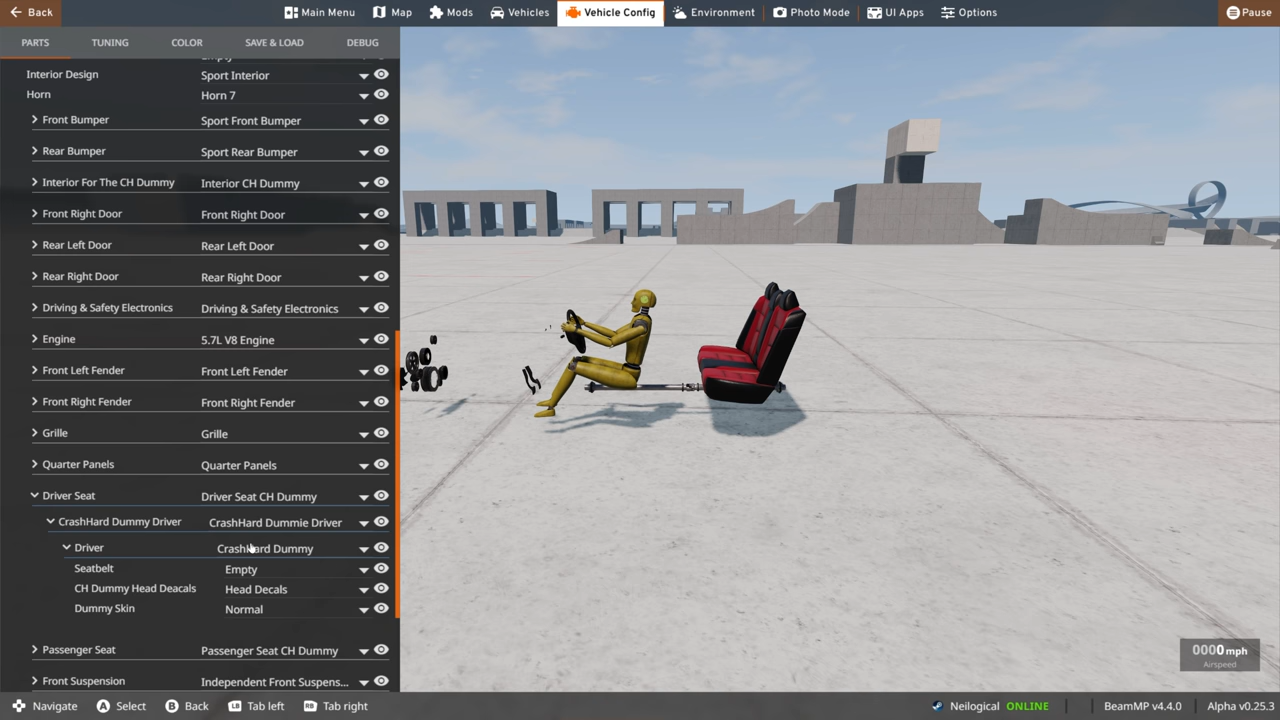 Back
Main Menu
Map
Mods
Vehicles
Vehicle Config
Environment
Photo Mode
UI Apps
Options
Pause
PARTS
TUNING
COLOR
SAVE & LOAD
DEBUG
Empty
Interior Design Sport Interior
Horn Horn 7
Front Bumper Sport Front Bumper
Rear Bumper Sport Rear Bumper
Interior For The CH Dummy Interior CH Dummy
Front Right Door Front Right Door
Rear Left Door Rear Left Door
Rear Right Door Rear Right Door
Driving & Safety Electronics Driving & Safety Electronics
Engine 5.7L V8 Engine
Front Left Fender Front Left Fender
Front Right Fender Front Right Fender
Grille Grille
Quarter Panels Quarter Panels
Driver Seat Driver Seat CH Dummy
CrashHard Dummy Driver CrashHard Dummie Driver
Driver CrashHard Dummy
Seatbelt Empty
CH Dummy Head Deacals Head Decals
Dummy Skin Normal
Passenger Seat Passenger Seat CH Dummy
Front Suspension Independent Front Suspens...
0000 mph
Airspeed
Navigate
A Select
B Back
LB Tab left
RB Tab right
Neilogical ONLINE
BeamMP v4.4.0
Alpha v0.25.3